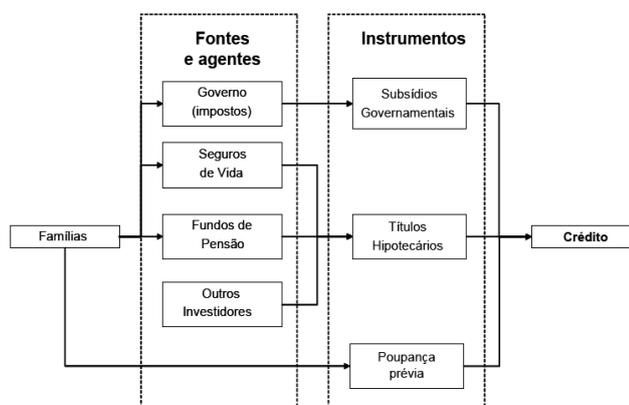 Fontes
e agentes
Instrumentos
Governo
(impostos)
Subsídios
Governamentais
Seguros
de Vida
Famílias
Fundos de
Pensão
Títulos
Hipotecários
Crédito
Outros
Investidores
Poupança
prévia